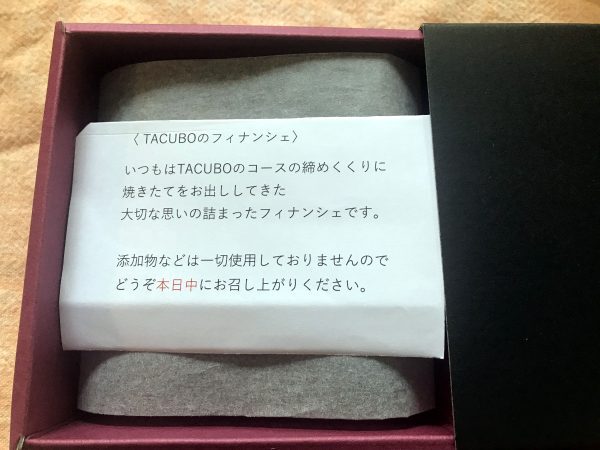 〈 TACUBOのフィナンシェ〉
いつもはTACUBOのコースの締めくくりに
焼きたてをお出ししてきた
大切な思いの詰まったフィナンシェです。
添加物などは一切使用しておりませんので
どうぞ本日中にお召し上がりください。